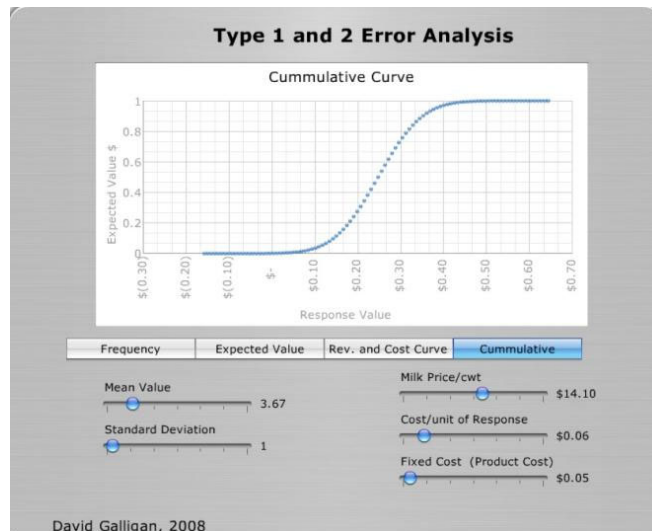 Type 1 and 2 Error Analysis
Cummulative Curve
Expected Value $
1
0.8
0.6
0.4
0.2
0
$(0.30)
$(0.20)
$(0.10)
$-
$0.10
$0.20
$0.30
$0.40
$0.50
$0.60
$0.70
Response Value
Frequency Expected Value Rev. and Cost Curve Cummulative
Mean Value
3.67
Standard Deviation
1
Milk Price/cwt
$14.10
Cost/unit of Response
$0.06
Fixed Cost (Product Cost)
$0.05
David Galligan, 2008